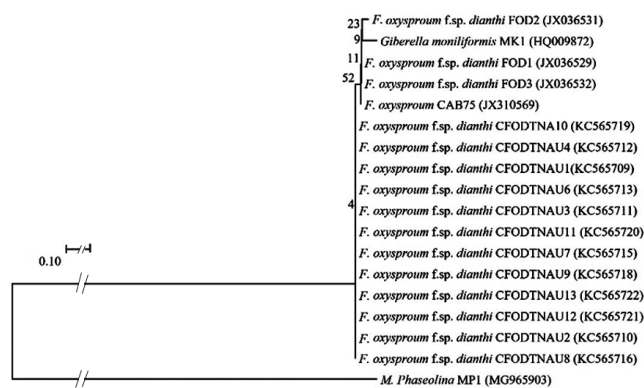 23
F. oxysproum f.sp. dianthi FOD2 (JX036531)
9
Giberella moniliformis MK1 (HQ009872)
11
F. oxysproum f.sp. dianthi FOD1 (JX036529)
52
F. oxysproum f.sp. dianthi FOD3 (JX036532)
F. oxysproum CAB75 (JX310569)
F. oxysproum f.sp. dianthi CFODTNA10 (KC565719)
F. oxysproum f.sp. dianthi CFODTNAU4 (KC565712)
F. oxysproum f.sp. dianthi CFODTNAU1(KC565709)
F. oxysproum f.sp. dianthi CFODTNAU6 (KC565713)
4
F. oxysproum f.sp. dianthi CFODTNAU3 (KC565711)
F. oxysproum f.sp. dianthi CFODTNAU11 (KC565720)
F. oxysproum f.sp. dianthi CFODTNAU7 (KC565715)
0.10
F. oxysproum f.sp. dianthi CFODTNAU9 (KC565718)
F. oxysproum f.sp. dianthi CFODTNAU13 (KC565722)
F. oxysproum f.sp. dianthi CFODTNAU12 (KC565721)
F. oxysproum f.sp. dianthi CFODTNAU2 (KC565710)
F. oxysproum f.sp. dianthi CFODTNAU8 (KC565716)
M. Phaseolina MP1 (MG965903)